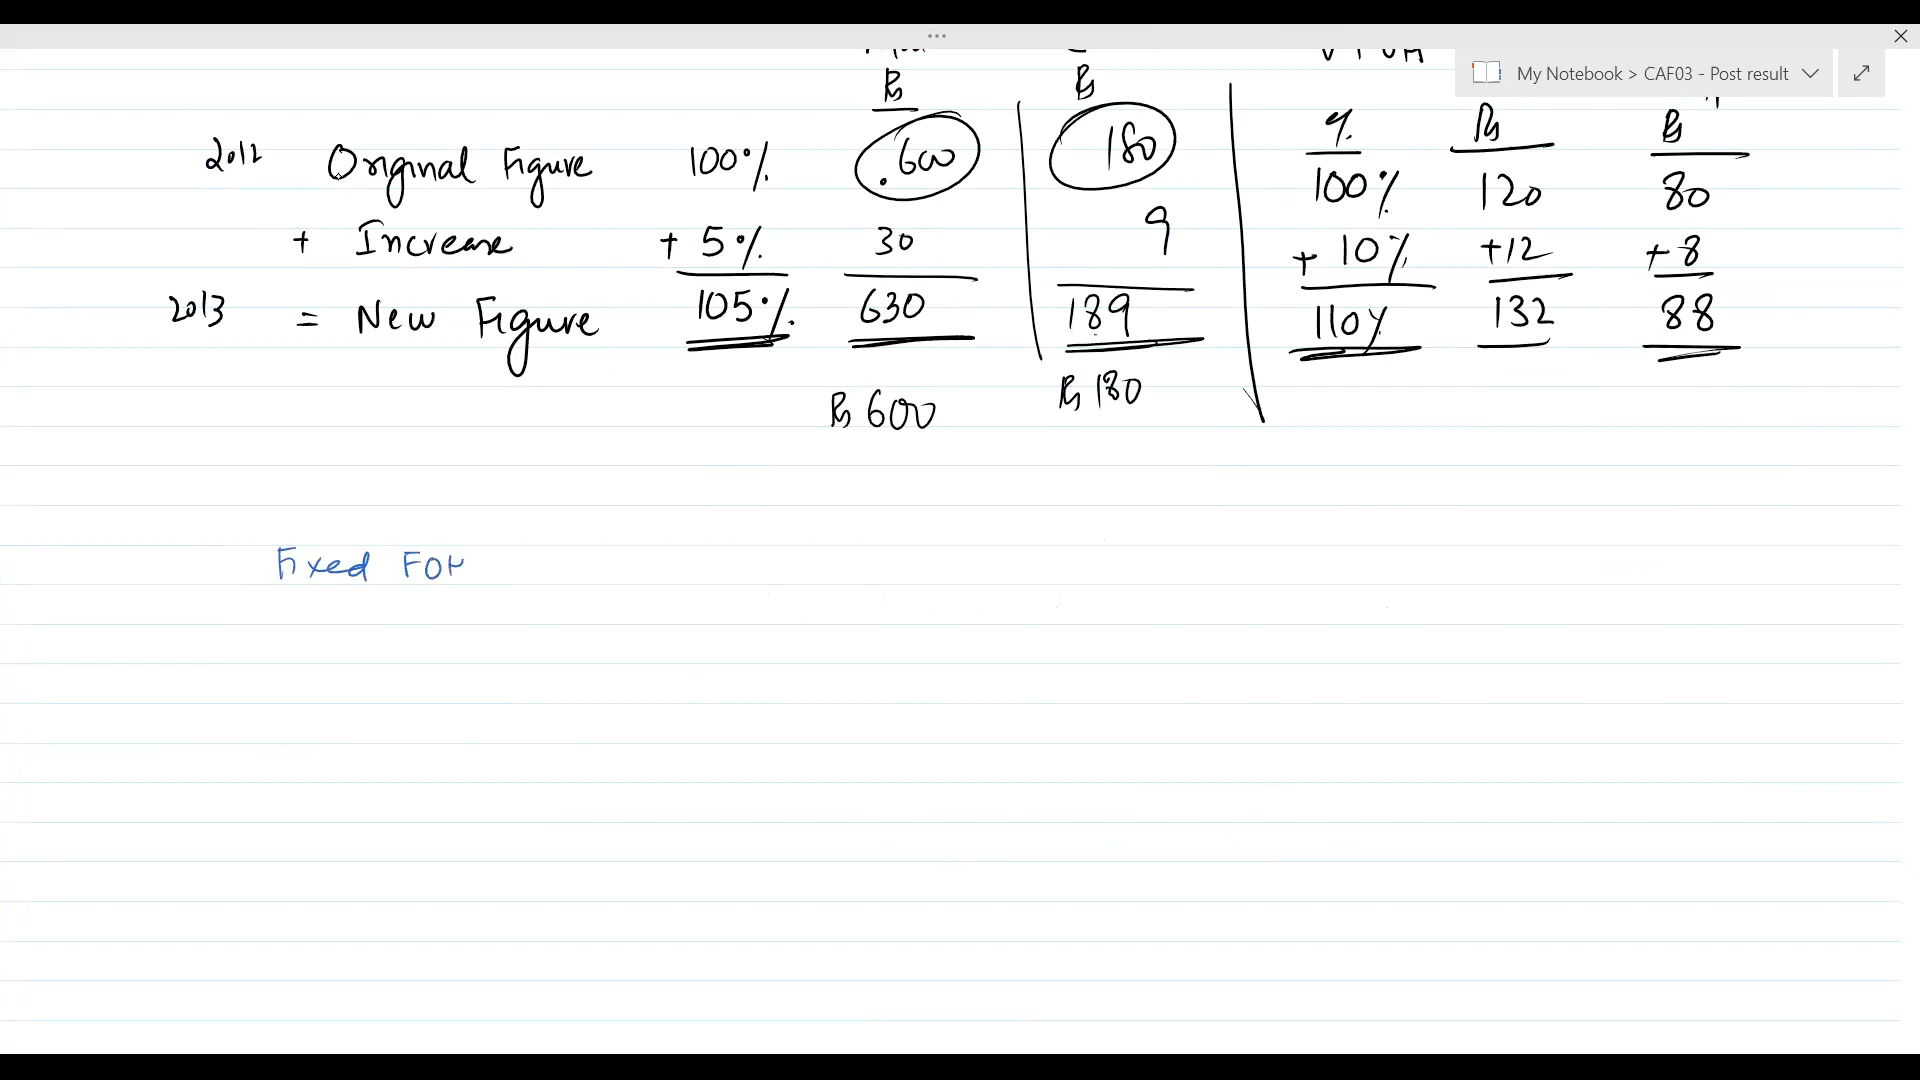 My Notebook > CAF03 - Post result
Rs Rs % Rs Rs
2012 Original Figure 100% 600 180 100% 120 80
+ Increase + 5% 30 9 + 10% +12 +8
2013 = New Figure 105% 630 189 110% 132 88
Rs 600 Rs 180
Fixed FOH